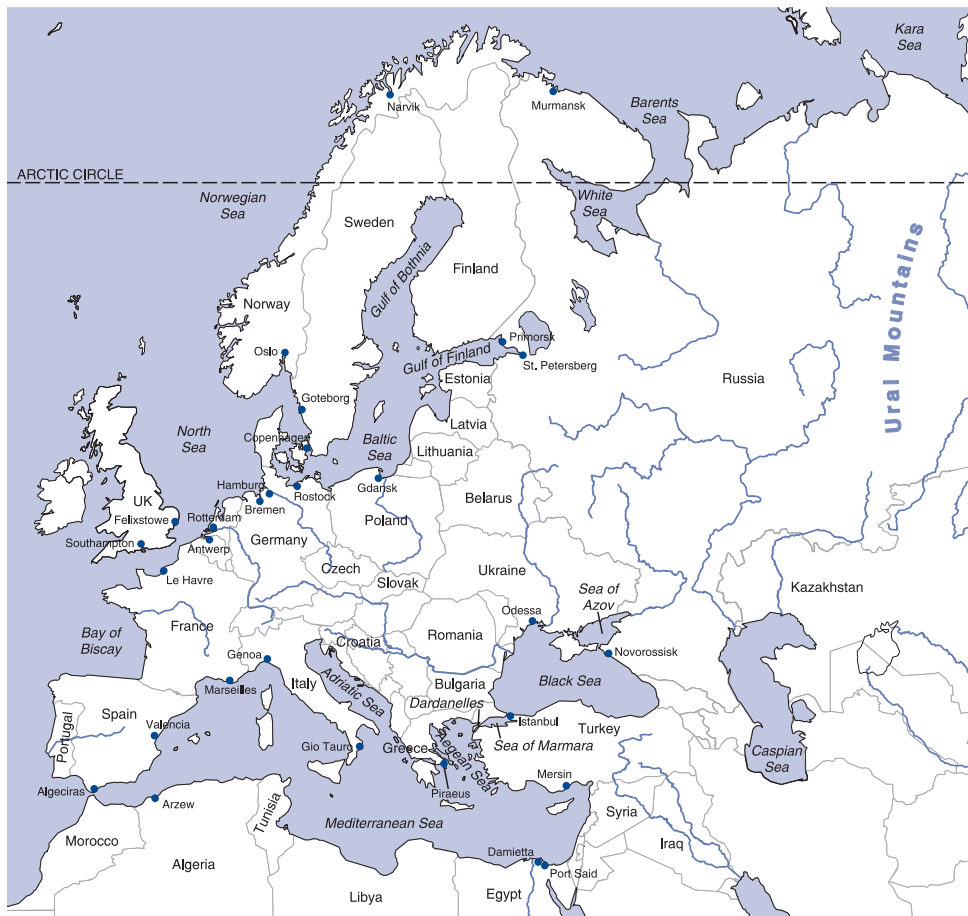 Kara
Sea
Narvik
Murmansk
Barents
Sea
ARCTIC CIRCLE
Norwegian
Sea
White
Sea
Sweden
Gulf of Bothnia
Finland
Ural Mountains
Norway
Oslo
Primorsk
Gulf of Finland
St. Petersberg
Estonia
Russia
Goteborg
Latvia
North
Sea
Copenhagen
Baltic
Sea
Lithuania
Hamburg
Rostock
Gdansk
UK
Bremen
Belarus
Felixstowe
Rotterdam
Poland
Southampton
Antwerp
Germany
Czech
Le Havre
Slovak
Ukraine
Kazakhstan
Sea of
Azov
Odessa
France
Bay of
Biscay
Croatia
Romania
Genoa
Novorossisk
Italy
Adriatic Sea
Marseilles
Bulgaria
Black Sea
Dardanelles
Portugal
Spain
Valencia
Istanbul
Turkey
Gio Tauro
Greece
Aegean Sea
Sea of Marmara
Caspian
Sea
Algeciras
Arzew
Piraeus
Mersin
Tunisia
Mediterranean Sea
Syria
Morocco
Algeria
Iraq
Damietta
Port Said
Libya
Egypt